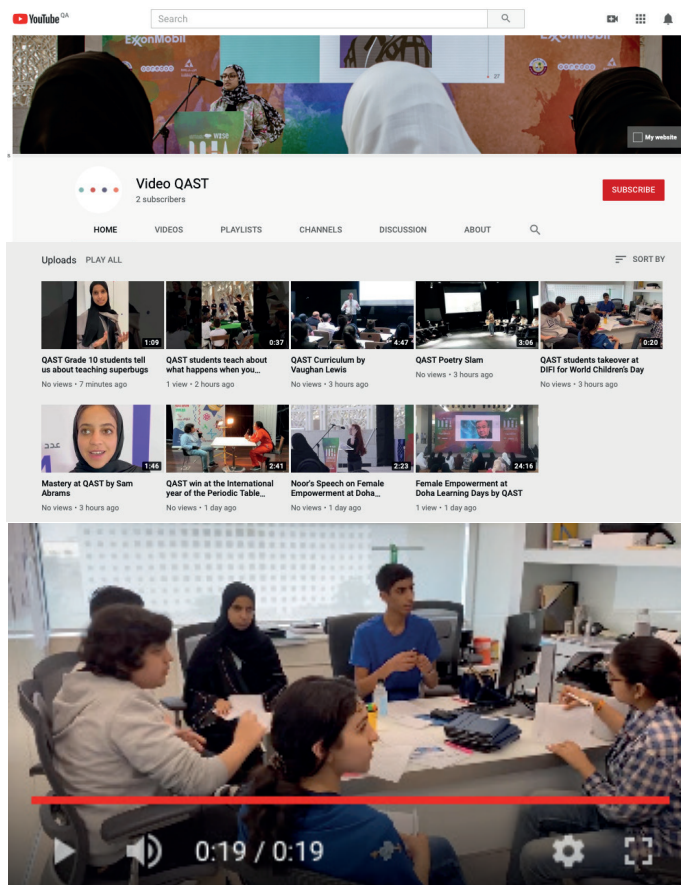 YouTube QA
Search
ExxonMobil
ExxonMobil
ooredoo
ooredoo
27
WISE
My website
Video QAST
2 subscribers
SUBSCRIBE
HOME VIDEOS PLAYLISTS CHANNELS DISCUSSION ABOUT
Uploads PLAY ALL SORT BY
1:09 0:37 4:47 3:06 0:20
QAST Grade 10 students tell
us about teaching superbugs
No views • 7 minutes ago
QAST students teach about
what happens when you...
1 view • 2 hours ago
QAST Curriculum by
Vaughan Lewis
No views • 3 hours ago
QAST Poetry Slam
No views • 3 hours ago
QAST students takeover at
DIFI for World Children's Day
No views • 3 hours ago
عدد
1:46 2:41 2:23 24:16
Mastery at QAST by Sam
Abrams
No views • 3 hours ago
QAST win at the International
year of the Periodic Table...
No views • 1 day ago
Noor's Speech on Female
Empowerment at Doha...
No views • 1 day ago
Female Empowerment at
Doha Learning Days by QAST
1 view • 1 day ago
0:19 / 0:19